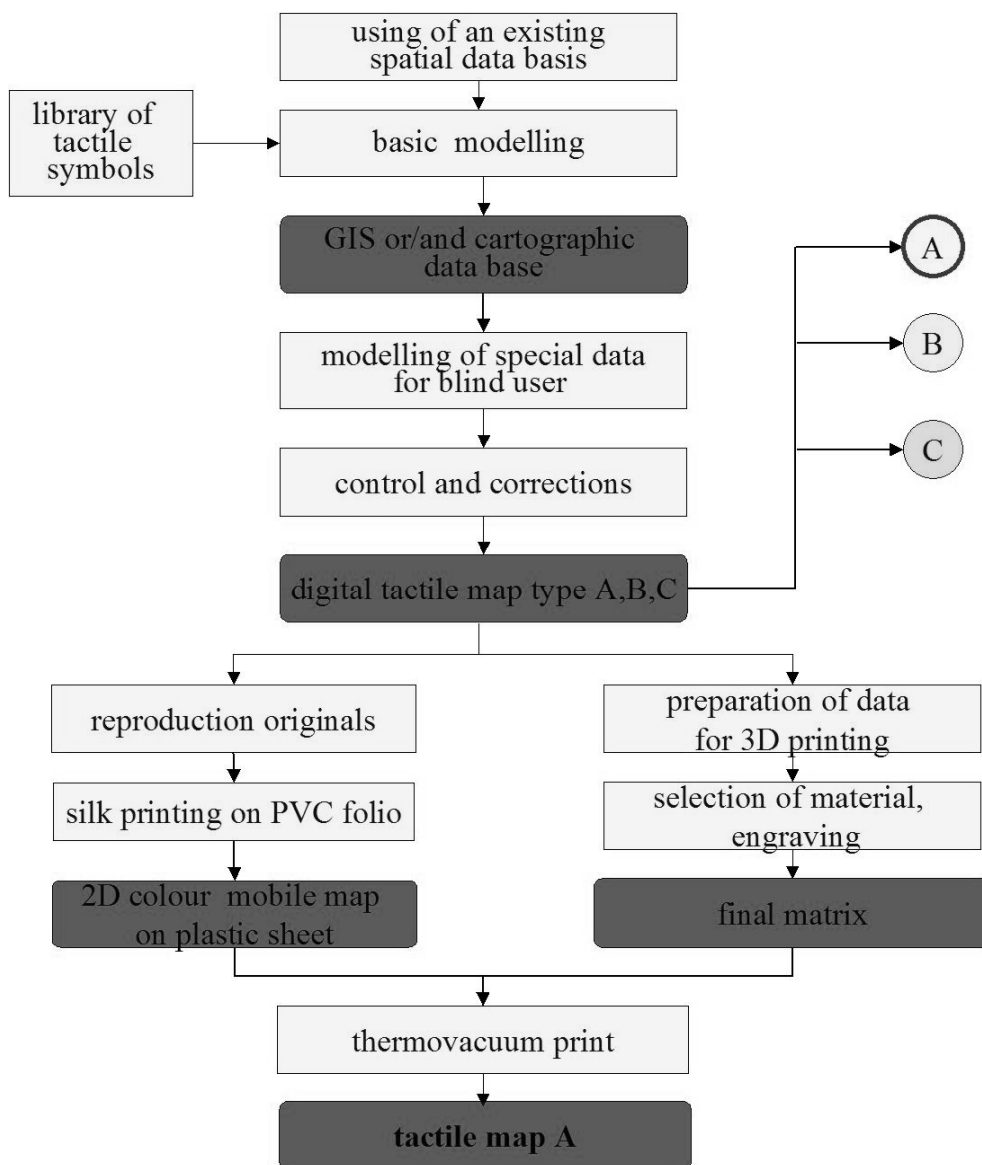 using of an existing
spatial data basis
library of
tactile
symbols
basic modelling
GIS or/and cartographic
data base
A
B
C
modelling of special data
for blind user
control and corrections
digital tactile map type A,B,C
reproduction originals
silk printing on PVC folio
2D colour mobile map
on plastic sheet
preparation of data
for 3D printing
selection of material,
engraving
final matrix
thermovacuum print
tactile map A